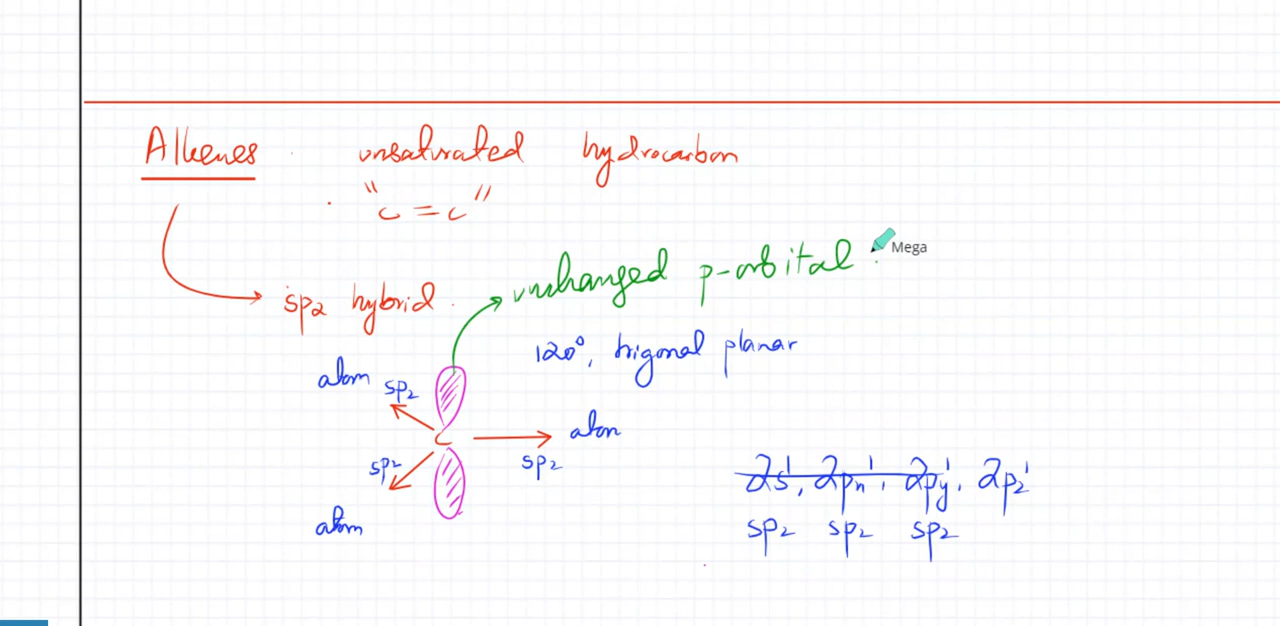 Alkenes unsaturated hydrocarbon
"C = C"
unchanged p-orbital Mega
sp2 hybrid
120°, trigonal planar
atom sp2
C atom
sp2 sp2
2s¹, 2px¹, 2py¹, 2pz¹
atom sp2 sp2 sp2